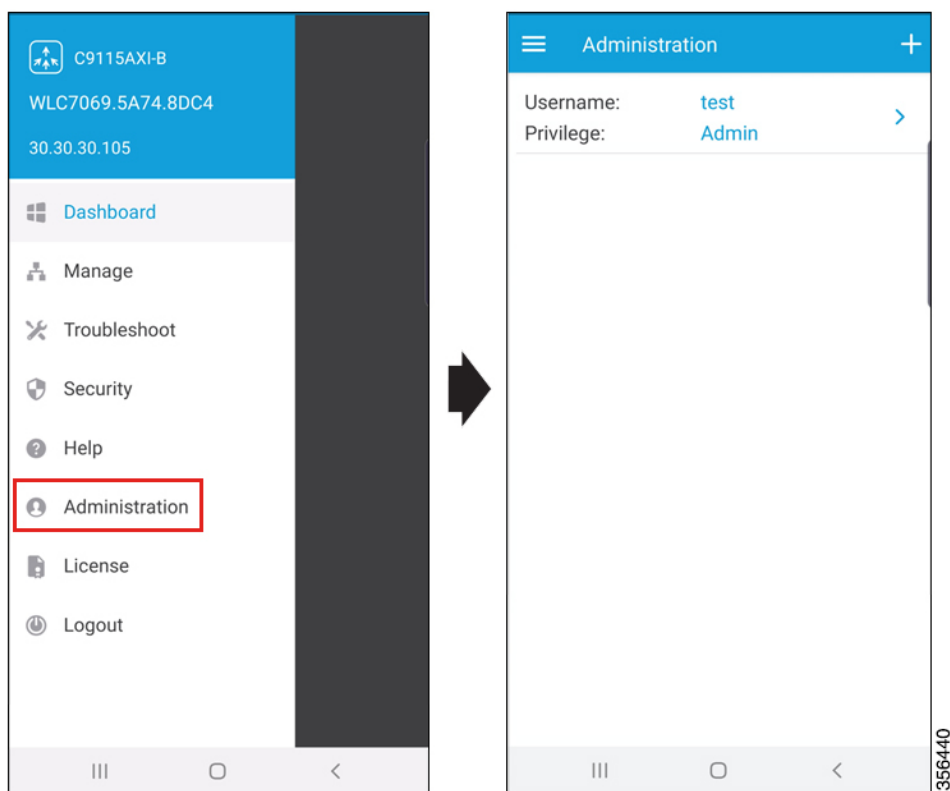 C9115AXI-B
WLC7069.5A74.8DC4
30.30.30.105
Dashboard
Manage
Troubleshoot
Security
Help
Administration
License
Logout
Administration
Username: test
Privilege: Admin
356440